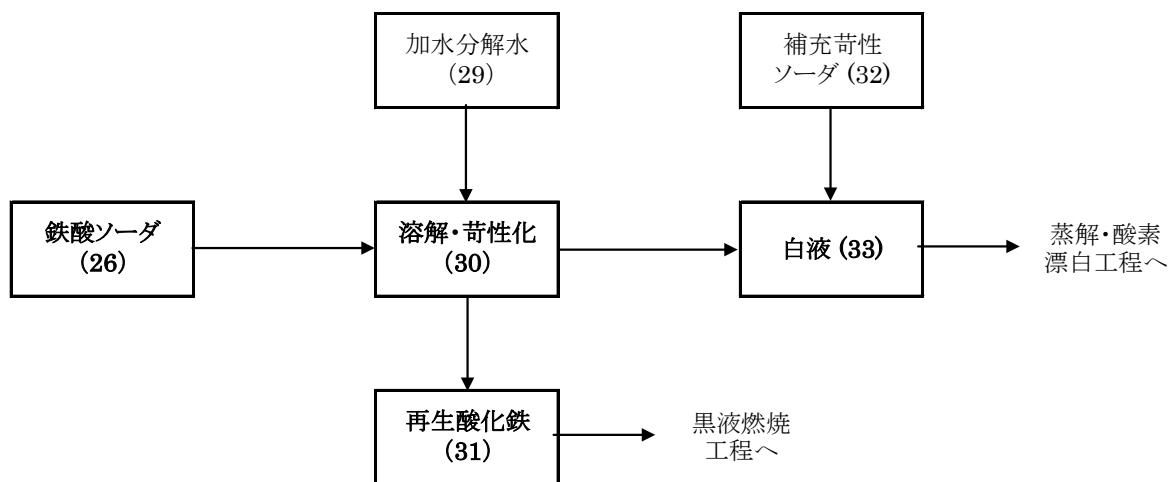 加水分解水
(29)
補充苛性
ソーダ (32)
鉄酸ソーダ
(26)
溶解・苛性化
(30)
白液 (33)
蒸解・酸素
漂白工程へ
再生酸化鉄
(31)
黒液燃焼
工程へ